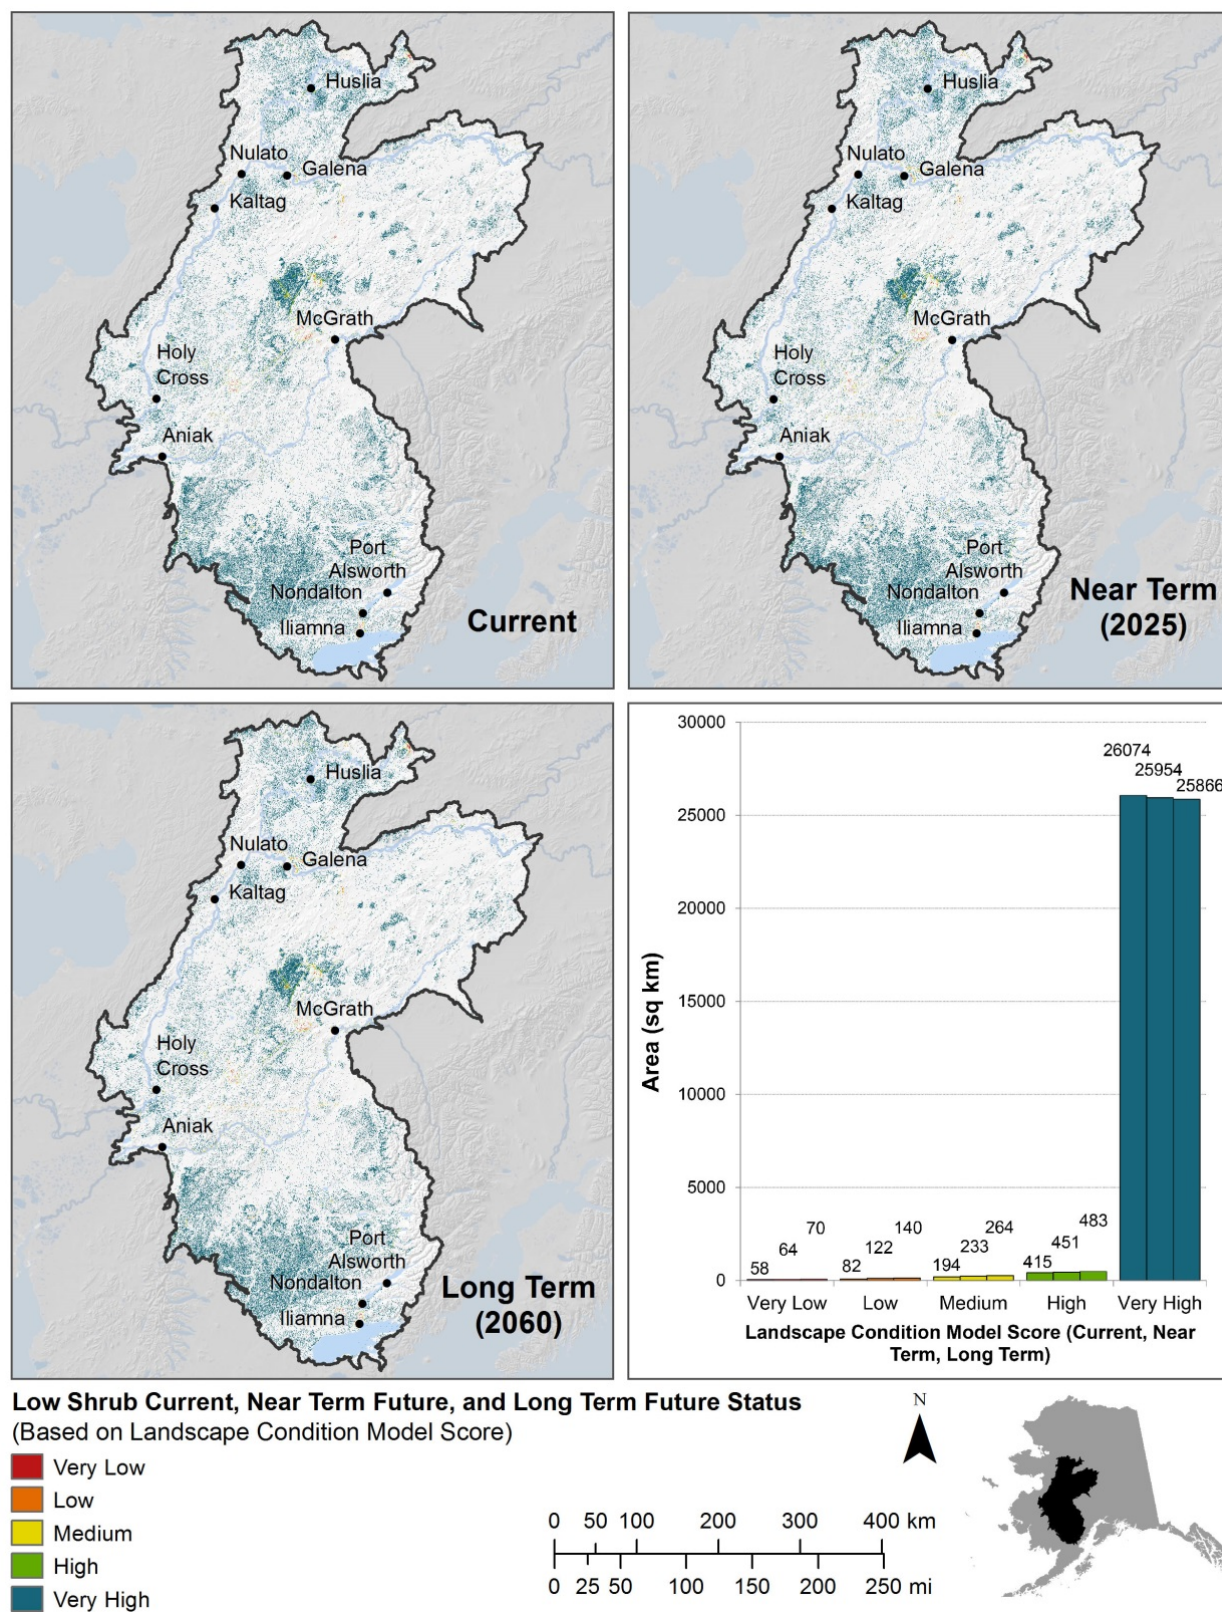 Huslia
Nulato
Galena
Kaltag
McGrath
Holy
Cross
Aniak
Port
Alsworth
Nondalton
Iliamna
Current
Huslia
Nulato
Galena
Kaltag
McGrath
Holy
Cross
Aniak
Port
Alsworth
Nondalton
Iliamna
Near Term
(2025)
Huslia
Nulato
Galena
Kaltag
McGrath
Holy
Cross
Aniak
Port
Alsworth
Nondalton
Iliamna
Long Term
(2060)
30000
25000
20000
15000
10000
5000
0
Area (sq km)
58
64
70
82
122
140
194
233
264
415
451
483
26074
25954
25866
Very Low Low Medium High Very High
Landscape Condition Model Score (Current, Near
Term, Long Term)
Low Shrub Current, Near Term Future, and Long Term Future Status
(Based on Landscape Condition Model Score)
Very Low
Low
Medium
High
Very High
0 50 100 200 300 400 km
0 25 50 100 150 200 250 mi
N